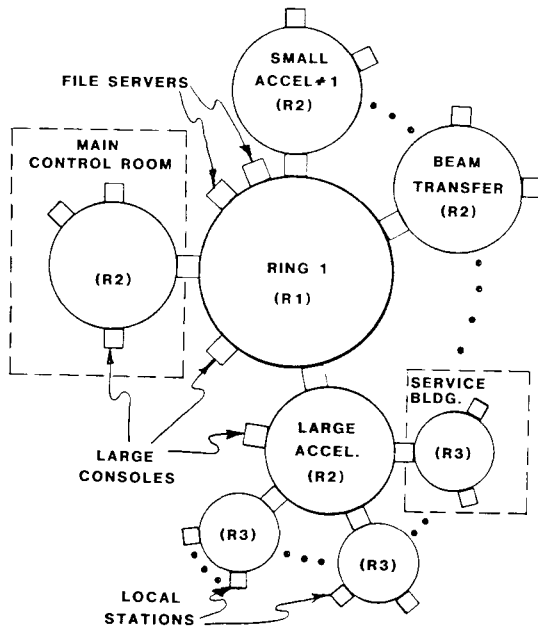 SMALL
ACCEL#1
(R2)
FILE SERVERS
MAIN
CONTROL ROOM
BEAM
TRANSFER
(R2)
(R2)
RING 1
(R1)
SERVICE
BLDG.
LARGE
ACCEL.
(R2)
LARGE
CONSOLES
(R3)
(R3)
(R3)
LOCAL
STATIONS